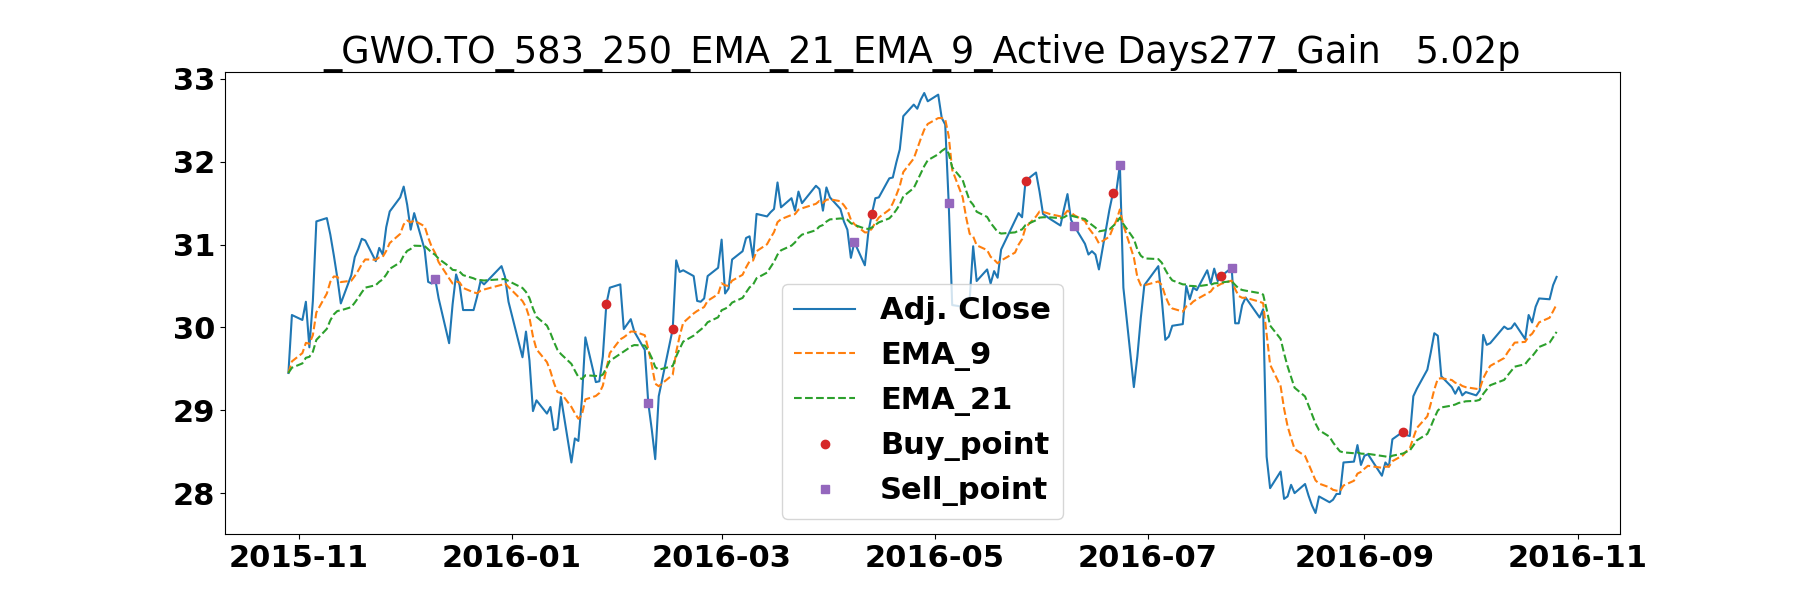 _GWO.TO_583_250_EMA_21_EMA_9_Active Days277_Gain   5.02p
33
32
31
30
29
28
Adj. Close
EMA_9
EMA_21
Buy_point
Sell_point
2015-11 2016-01 2016-03 2016-05 2016-07 2016-09 2016-11